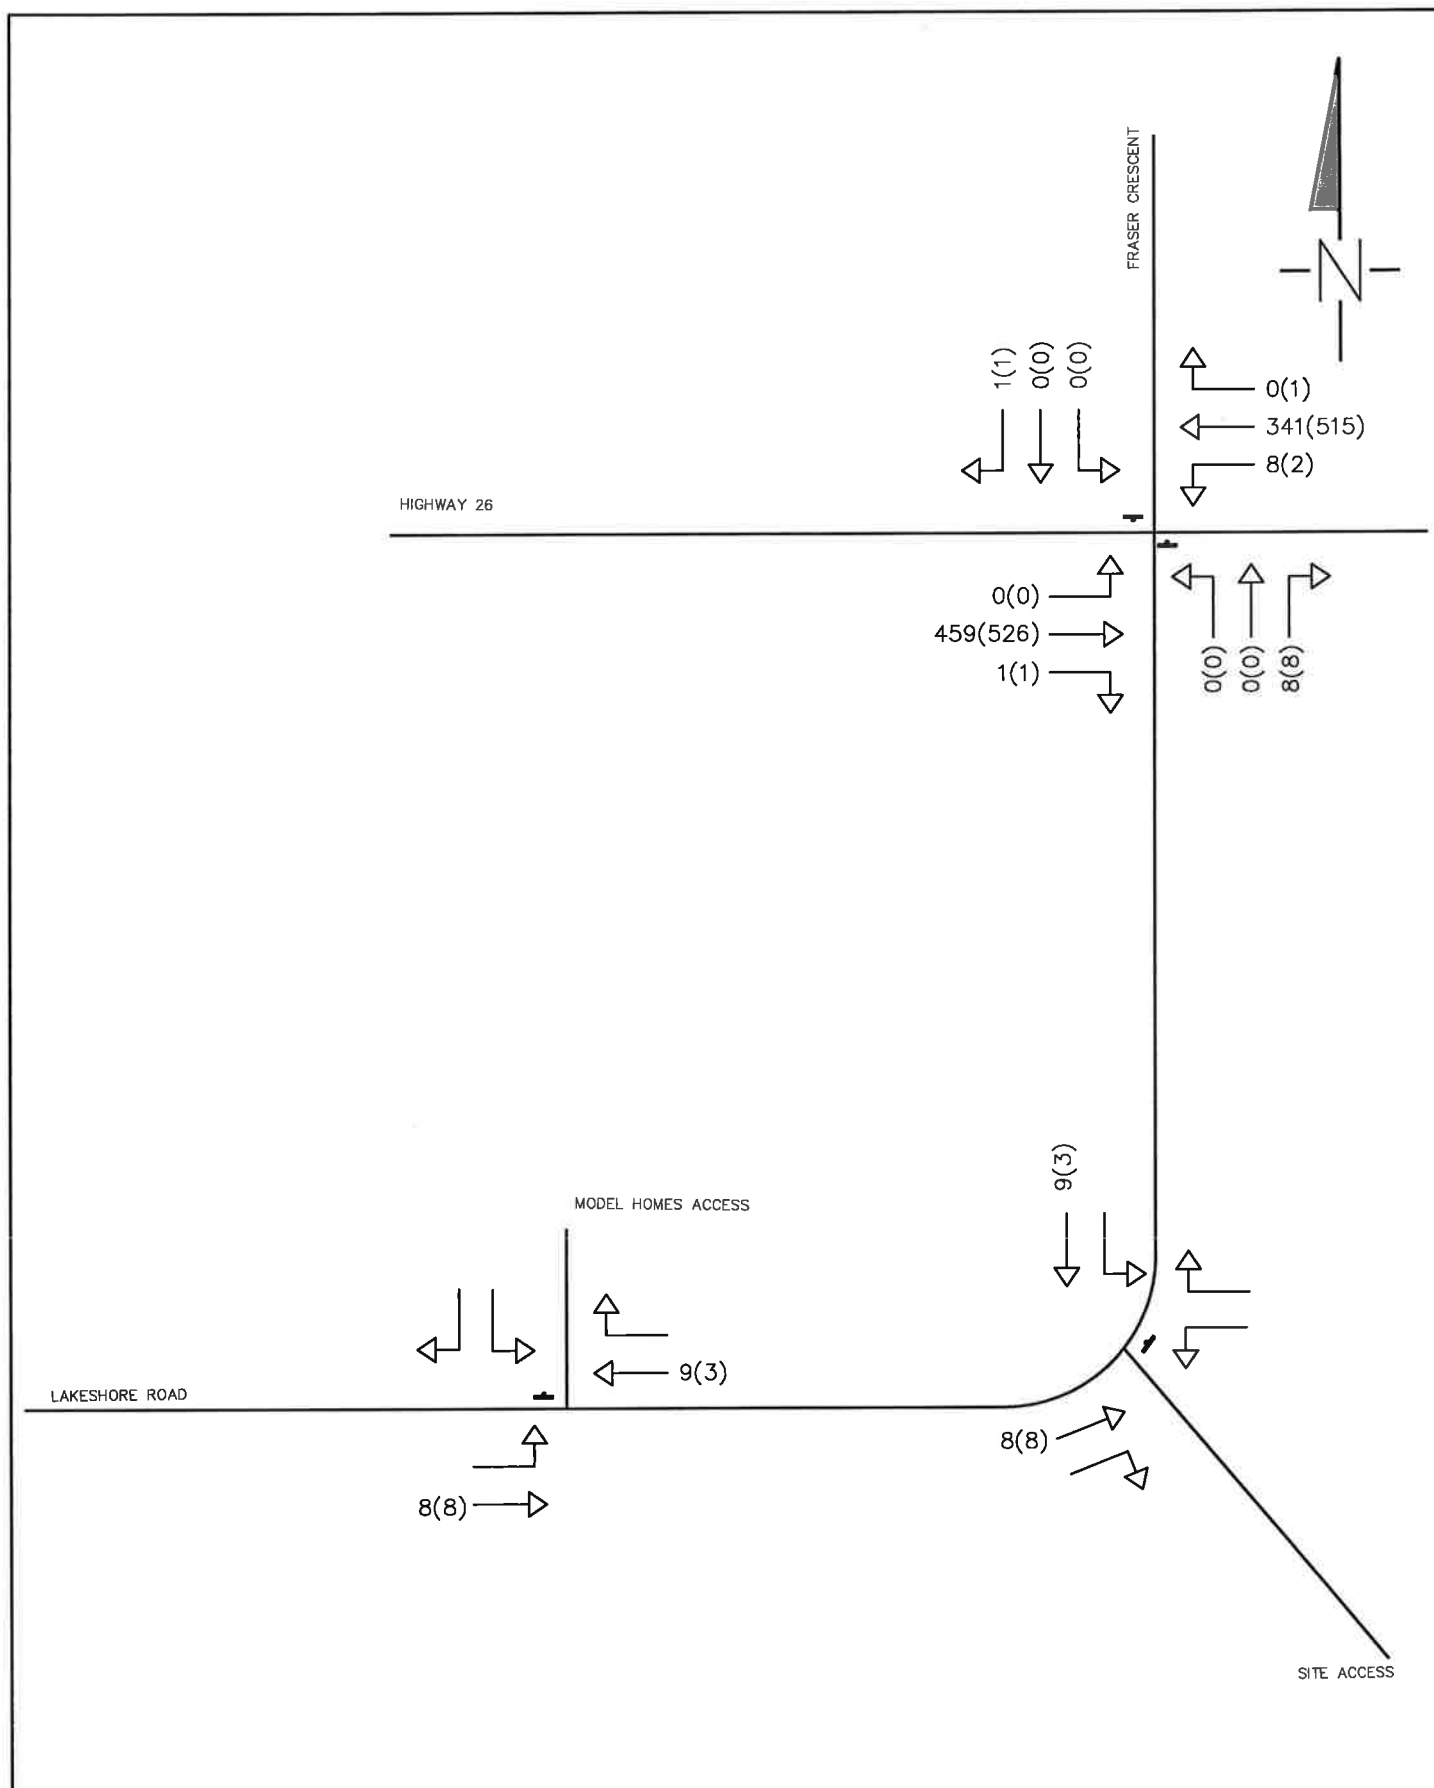 FRASER CRESCENT
N
1(1)
0(0)
0(0)
0(1)
341(515)
8(2)
HIGHWAY 26
0(0)
459(526)
1(1)
0(0)
0(0)
8(8)
9(3)
MODEL HOMES ACCESS
9(3)
LAKESHORE ROAD
8(8)
8(8)
SITE ACCESS